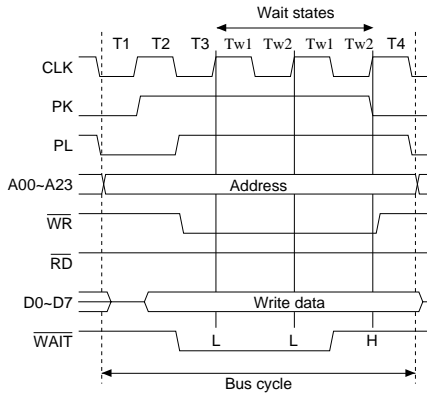 Wait states
T1 T2 T3 Tw1 Tw2 Tw1 Tw2 T4
CLK
PK
PL
A00~A23 Address
WR
RD
D0~D7 Write data
WAIT L L H
Bus cycle